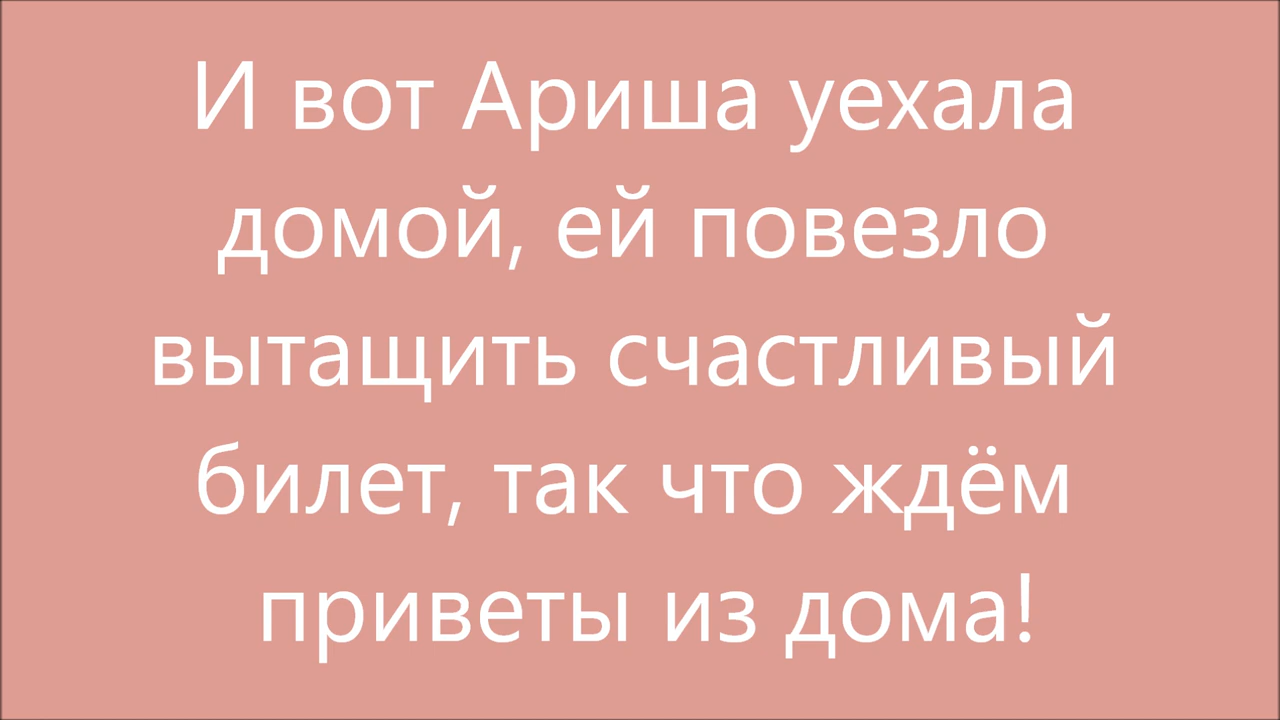 И вот Ариша уехала
домой, ей повезло
вытащить счастливый
билет, так что ждём
приветы из дома!